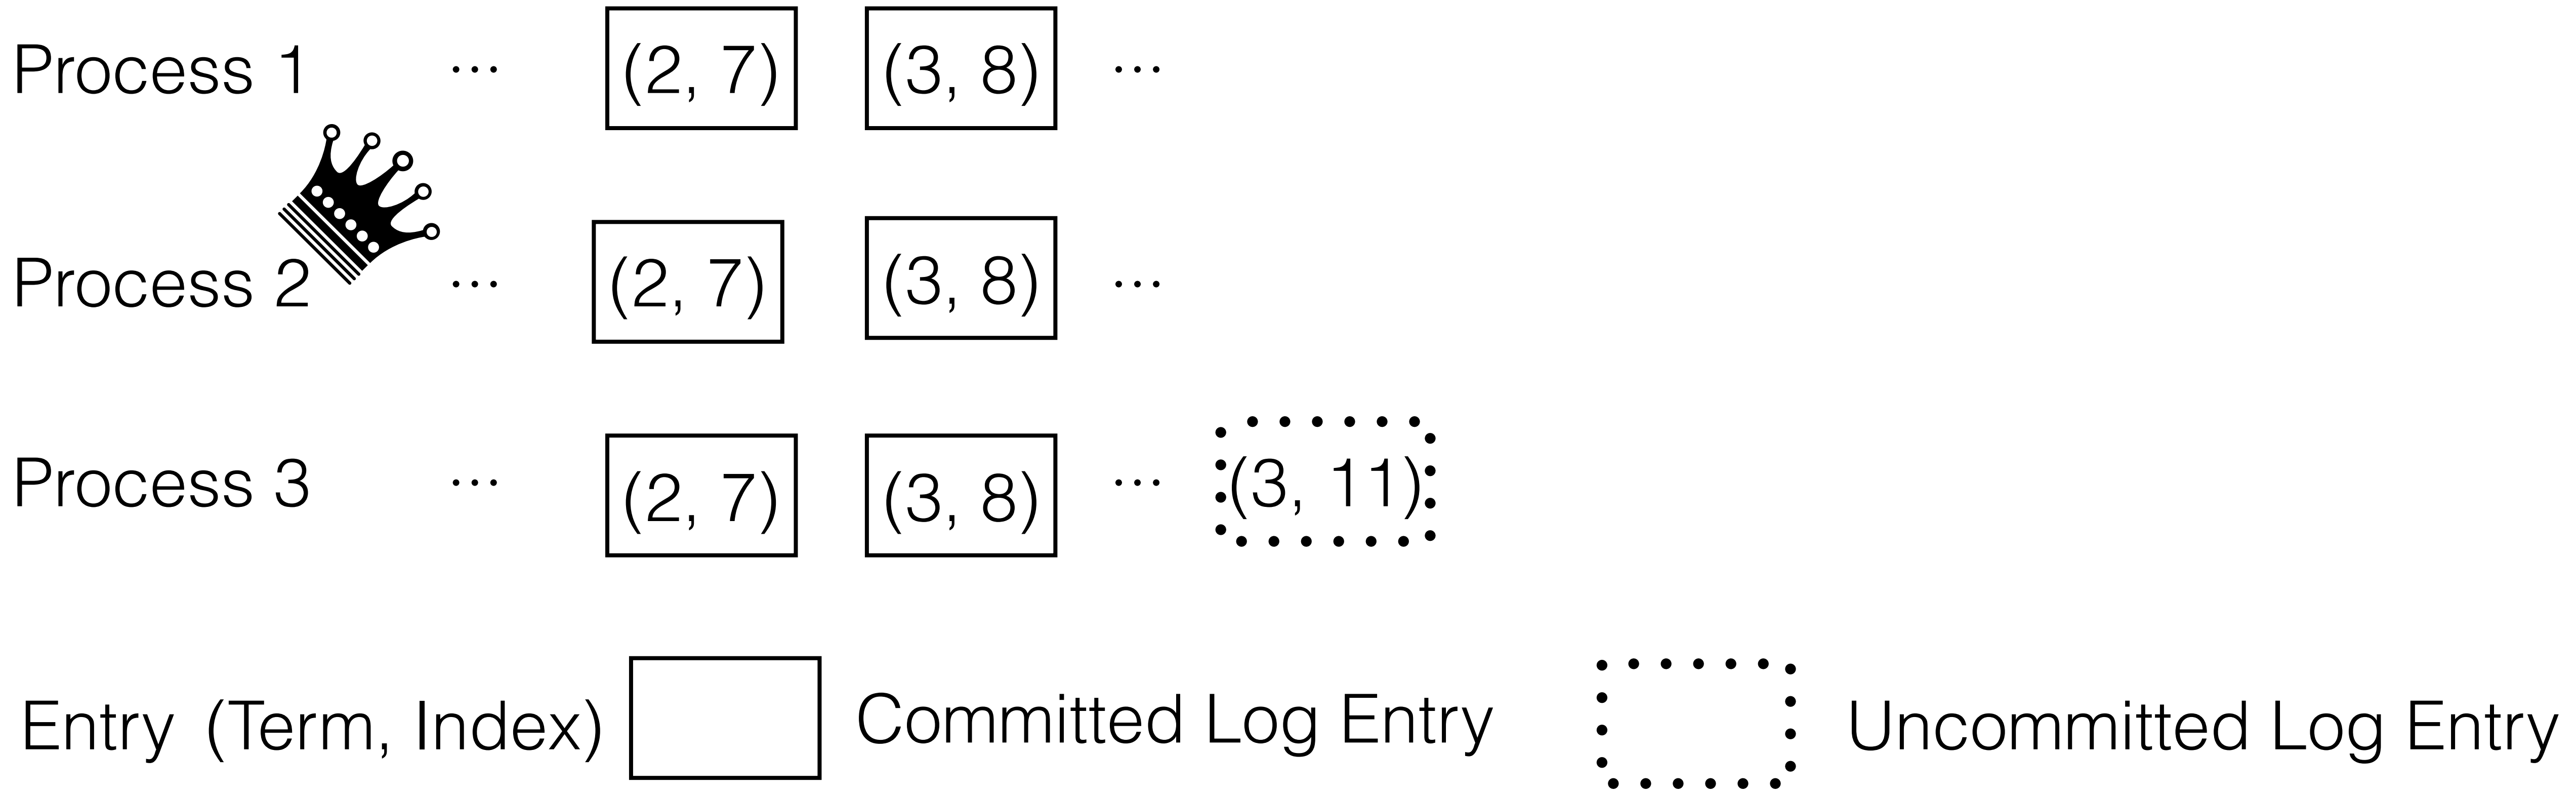 Process 1 ... (2, 7) (3, 8) ...
Process 2 ... (2, 7) (3, 8) ...
Process 3 ... (2, 7) (3, 8) ... (3, 11)
Entry (Term, Index) Committed Log Entry Uncommitted Log Entry